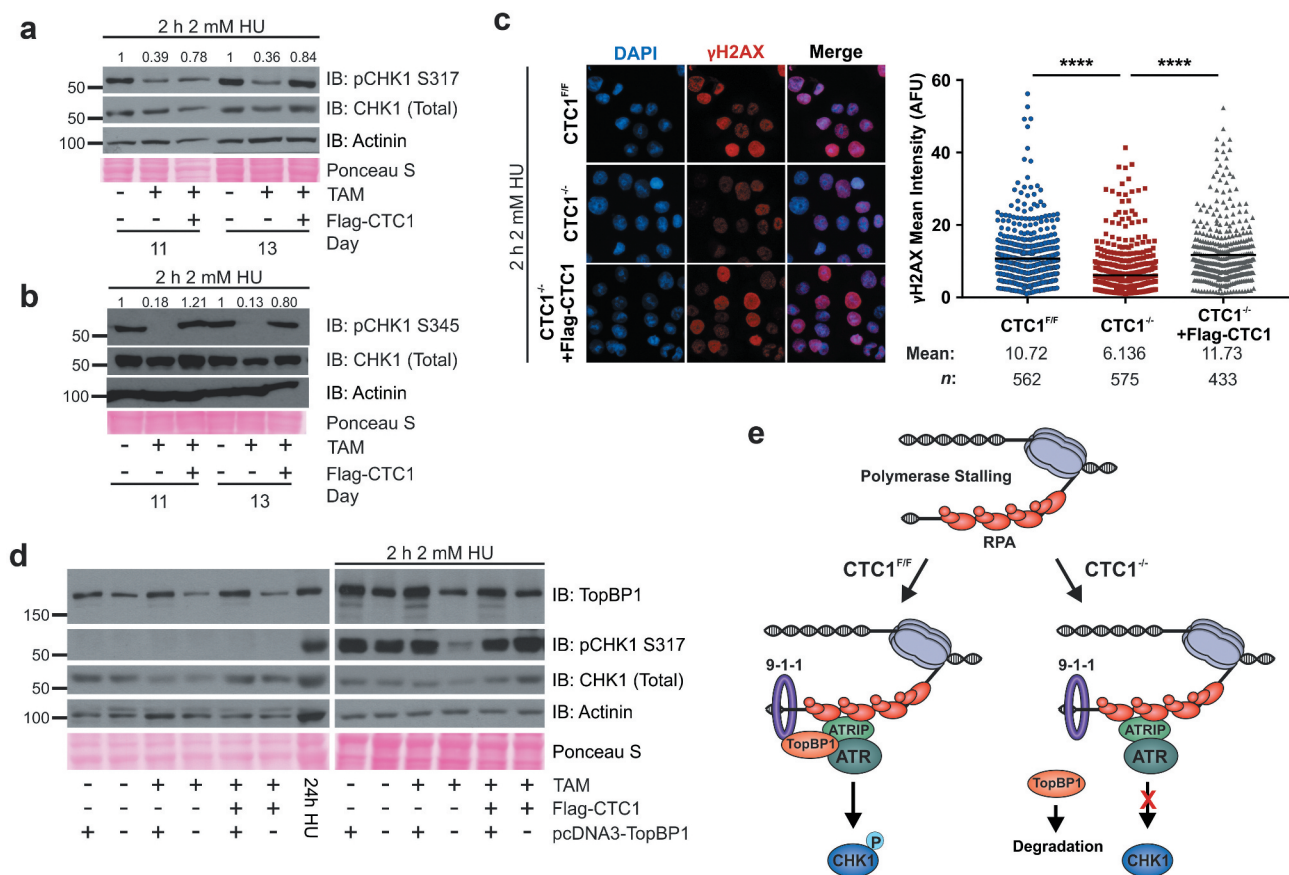 a
2 h 2 mM HU
1 0.39 0.78 1 0.36 0.84
50
IB: pCHK1 S317
50
IB: CHK1 (Total)
100
IB: Actinin
Ponceau S
- + + - + + TAM
- - + - - + Flag-CTC1
11 13 Day
b
2 h 2 mM HU
1 0.18 1.21 1 0.13 0.80
50
IB: pCHK1 S345
50
IB: CHK1 (Total)
100
IB: Actinin
Ponceau S
- + + - + + TAM
- - + - - + Flag-CTC1
11 13 Day
c
DAPI γH2AX Merge
2 h 2 mM HU
CTC1F/F
CTC1-/-
CTC1-/-
+Flag-CTC1
**** ****
γH2AX Mean Intensity (AFU)
60
40
20
10
0
CTC1F/F CTC1-/- CTC1-/-
+Flag-CTC1
Mean: 10.72 6.136 11.73
n: 562 575 433
d
2 h 2 mM HU
150
IB: TopBP1
50
IB: pCHK1 S317
50
IB: CHK1 (Total)
100
IB: Actinin
Ponceau S
- - + + + + 24h HU - - + + + + TAM
- - - - + + - - - - + + Flag-CTC1
+ - + - + - + - + - + - pcDNA3-TopBP1
e
Polymerase Stalling
RPA
CTC1F/F CTC1-/-
9-1-1
ATRIP
TopBP1
ATR
P
CHK1
9-1-1
ATRIP
ATR
TopBP1
X
Degradation
CHK1